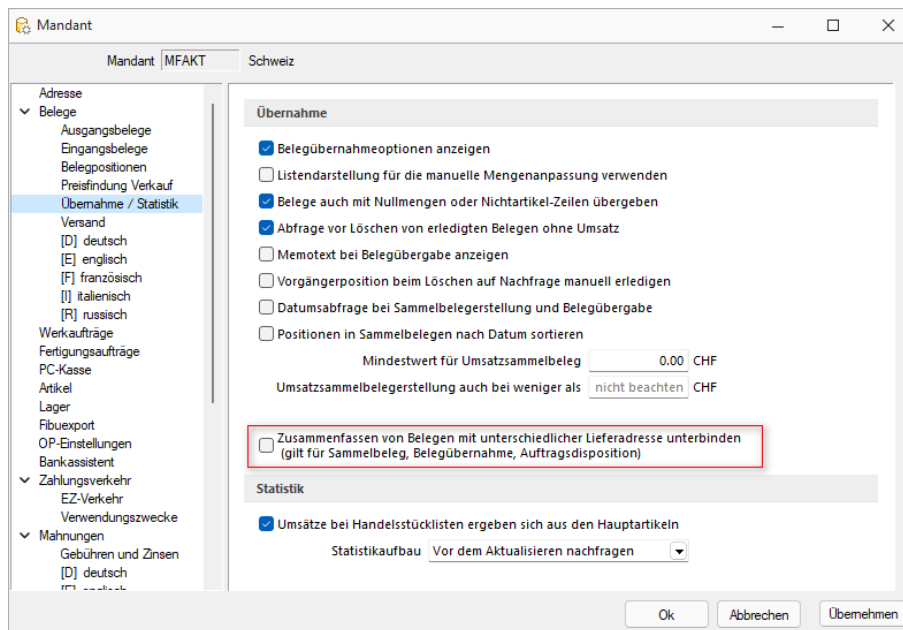 Mandant
Mandant MFAKT Schweiz
Adresse
Belege
Ausgangsbelege
Eingangsbelege
Belegpositionen
Preisfindung Verkauf
Übernahme / Statistik
Versand
[D] deutsch
[E] englisch
[F] französisch
[I] italienisch
[R] russisch
Werkaufträge
Fertigungsaufträge
PC-Kasse
Artikel
Lager
Fibuexport
OP-Einstellungen
Bankassistent
Zahlungsverkehr
EZ-Verkehr
Verwendungszwecke
Mahnungen
Gebühren und Zinsen
[D] deutsch
[E] englisch
Übernahme
Belegübernahmeoptionen anzeigen
Listendarstellung für die manuelle Mengenanpassung verwenden
Belege auch mit Nullmengen oder Nichtartikel-Zeilen übergeben
Abfrage vor Löschen von erledigten Belegen ohne Umsatz
Memotext bei Belegübergabe anzeigen
Vorgängerposition beim Löschen auf Nachfrage manuell erledigen
Datumsabfrage bei Sammelbelegerstellung und Belegübergabe
Positionen in Sammelbelegen nach Datum sortieren
Mindestwert für Umsatzsammelbeleg 0.00 CHF
Umsatzsammelbelegerstellung auch bei weniger als nicht beachten CHF
Zusammenfassen von Belegen mit unterschiedlicher Lieferadresse unterbinden
(gilt für Sammelbeleg, Belegübernahme, Auftragsdisposition)
Statistik
Umsätze bei Handelsstücklisten ergeben sich aus den Hauptartikeln
Statistikaufbau Vor dem Aktualisieren nachfragen
Ok Abbrechen Übernehmen